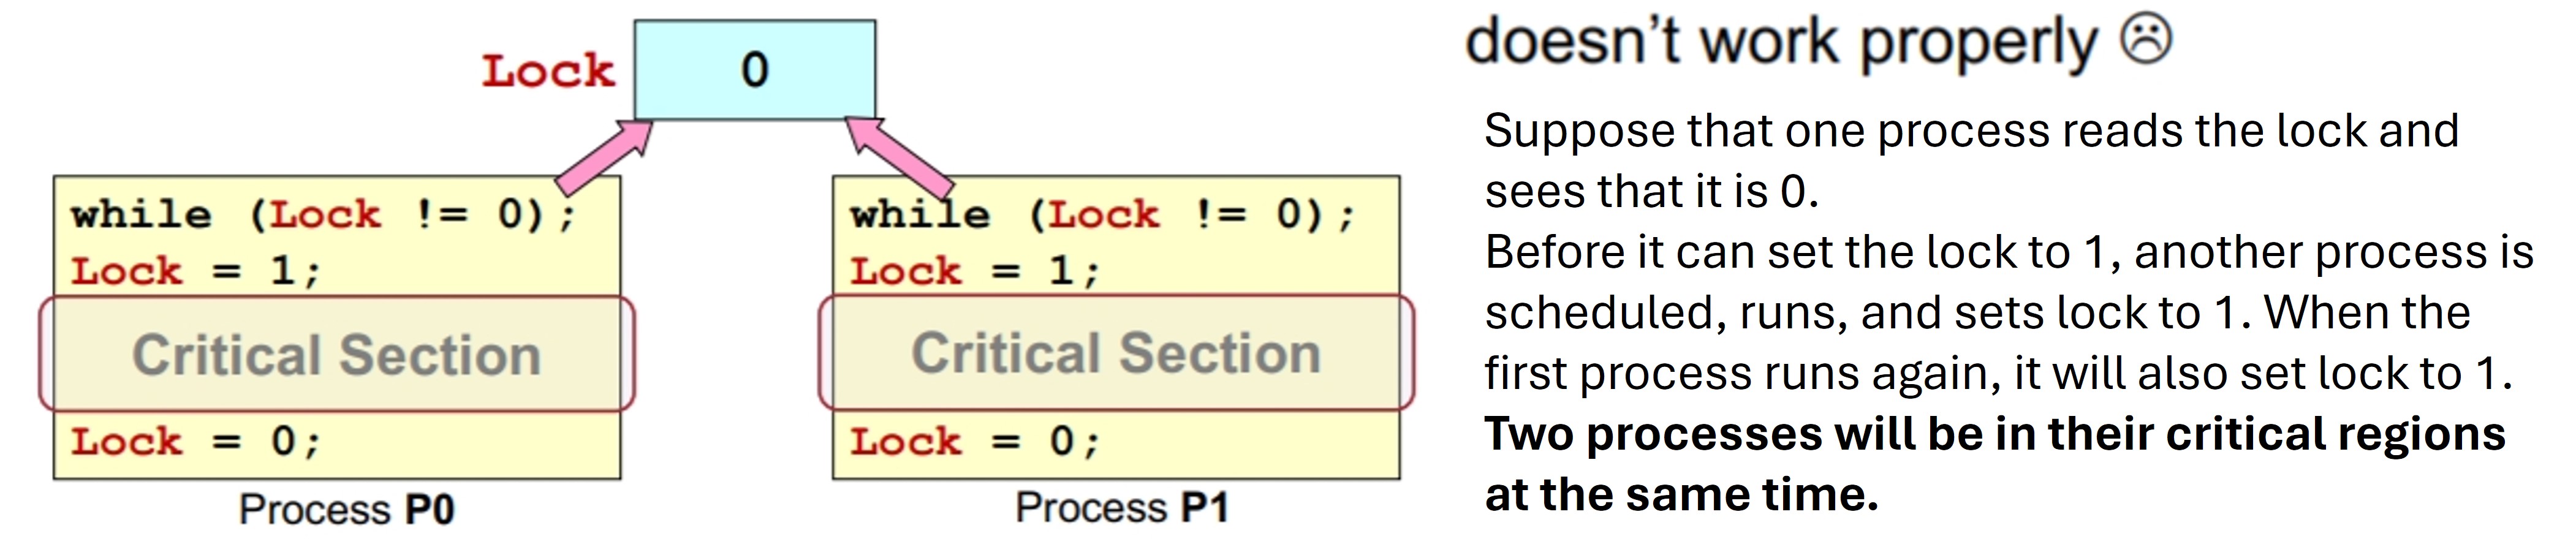 Lock
0
while (Lock != 0);
Lock = 1;
Critical Section
Lock = 0;
Process P0
while (Lock != 0);
Lock = 1;
Critical Section
Lock = 0;
Process P1
doesn't work properly ☹
Suppose that one process reads the lock and
sees that it is 0.
Before it can set the lock to 1, another process is
scheduled, runs, and sets lock to 1. When the
first process runs again, it will also set lock to 1.
Two processes will be in their critical regions
at the same time.